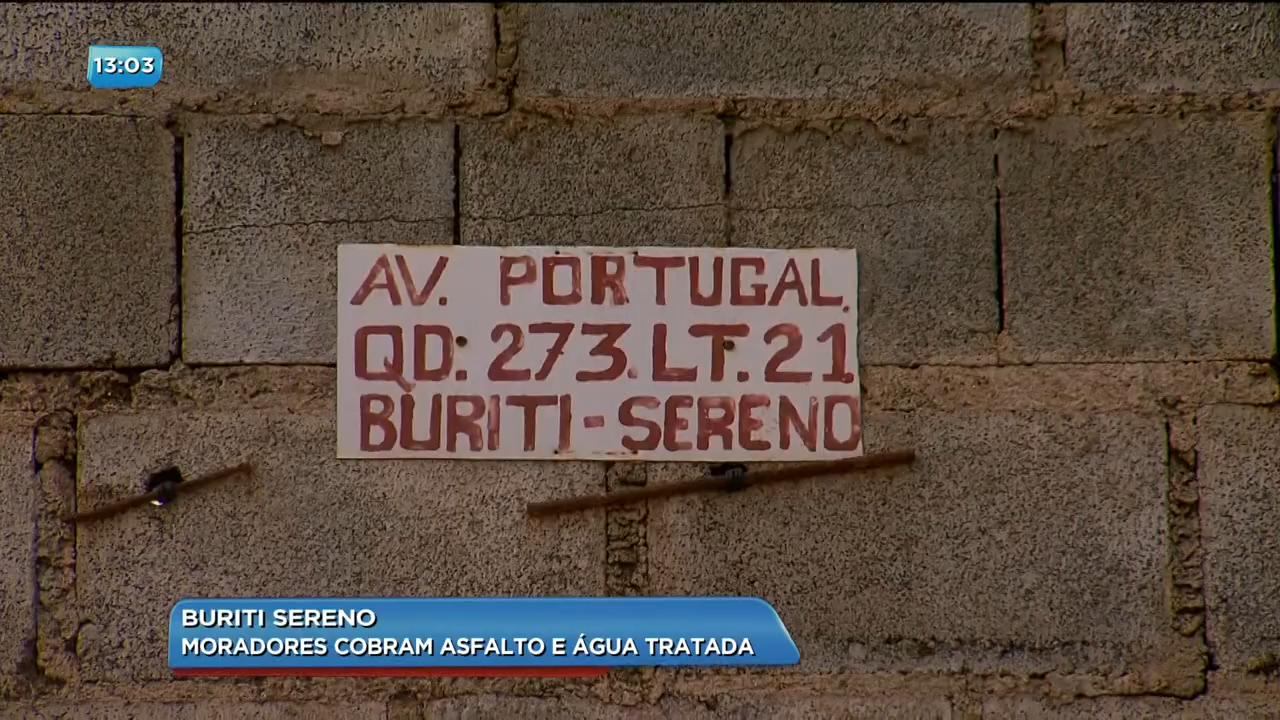 13:03
AV. PORTUGAL.
QD. 273. LT. 21
BURITI-SERENO
BURITI SERENO
MORADORES COBRAM ASFALTO E ÁGUA TRATADA